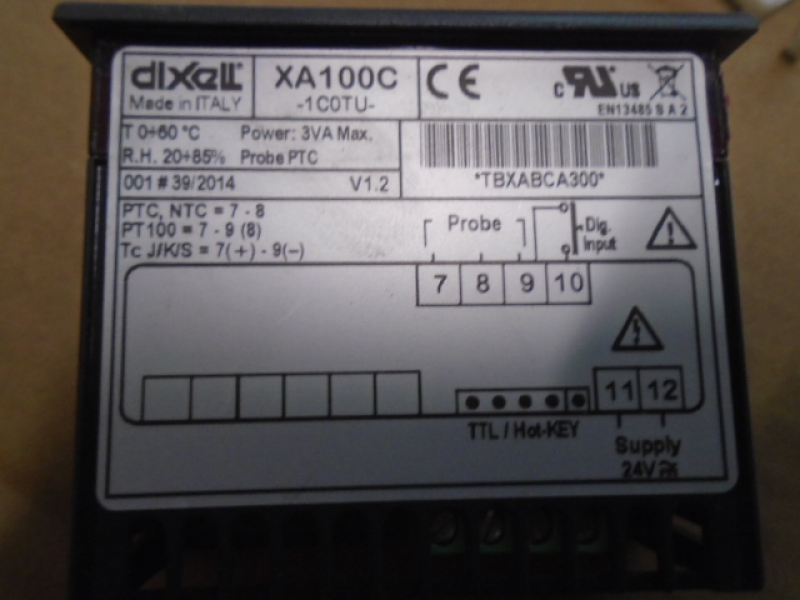 dixell
XA100C
-1C0TU-
Made in ITALY
CE
c RU US
EN13485 S A 2
T 0÷60 °C Power: 3VA Max.
R.H. 20÷85% Probe PTC
001 # 39/2014 V1.2
*TBXABCA300*
PTC, NTC = 7 - 8
PT100 = 7 - 9 (8)
Tc J/K/S = 7(+) - 9(-)
Probe
Dig.
Input
7 8 9 10
11 12
TTL / Hot-KEY
Supply
24V